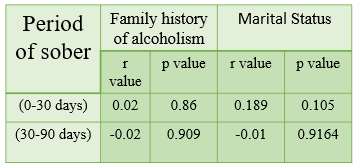 Period of sober Family history of alcoholism Marital Status
r value p value r value p value
(0-30 days) 0.02 0.86 0.189 0.105
(30-90 days) -0.02 0.909 -0.01 0.9164